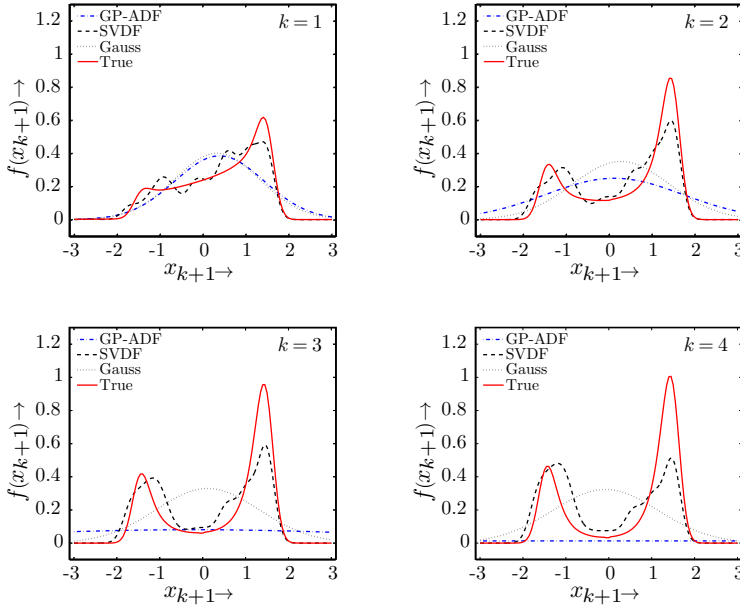 GP-ADF
SVDF
Gauss
True
k = 1
1.2
1
0.8
0.6
0.4
0.2
0
f(xk+1)→
-3 -2 -1 0 1 2 3
xk+1→
GP-ADF
SVDF
Gauss
True
k = 2
1.2
1
0.8
0.6
0.4
0.2
0
f(xk+1)→
-3 -2 -1 0 1 2 3
xk+1→
GP-ADF
SVDF
Gauss
True
k = 3
1.2
1
0.8
0.6
0.4
0.2
0
f(xk+1)→
-3 -2 -1 0 1 2 3
xk+1→
GP-ADF
SVDF
Gauss
True
k = 4
1.2
1
0.8
0.6
0.4
0.2
0
f(xk+1)→
-3 -2 -1 0 1 2 3
xk+1→